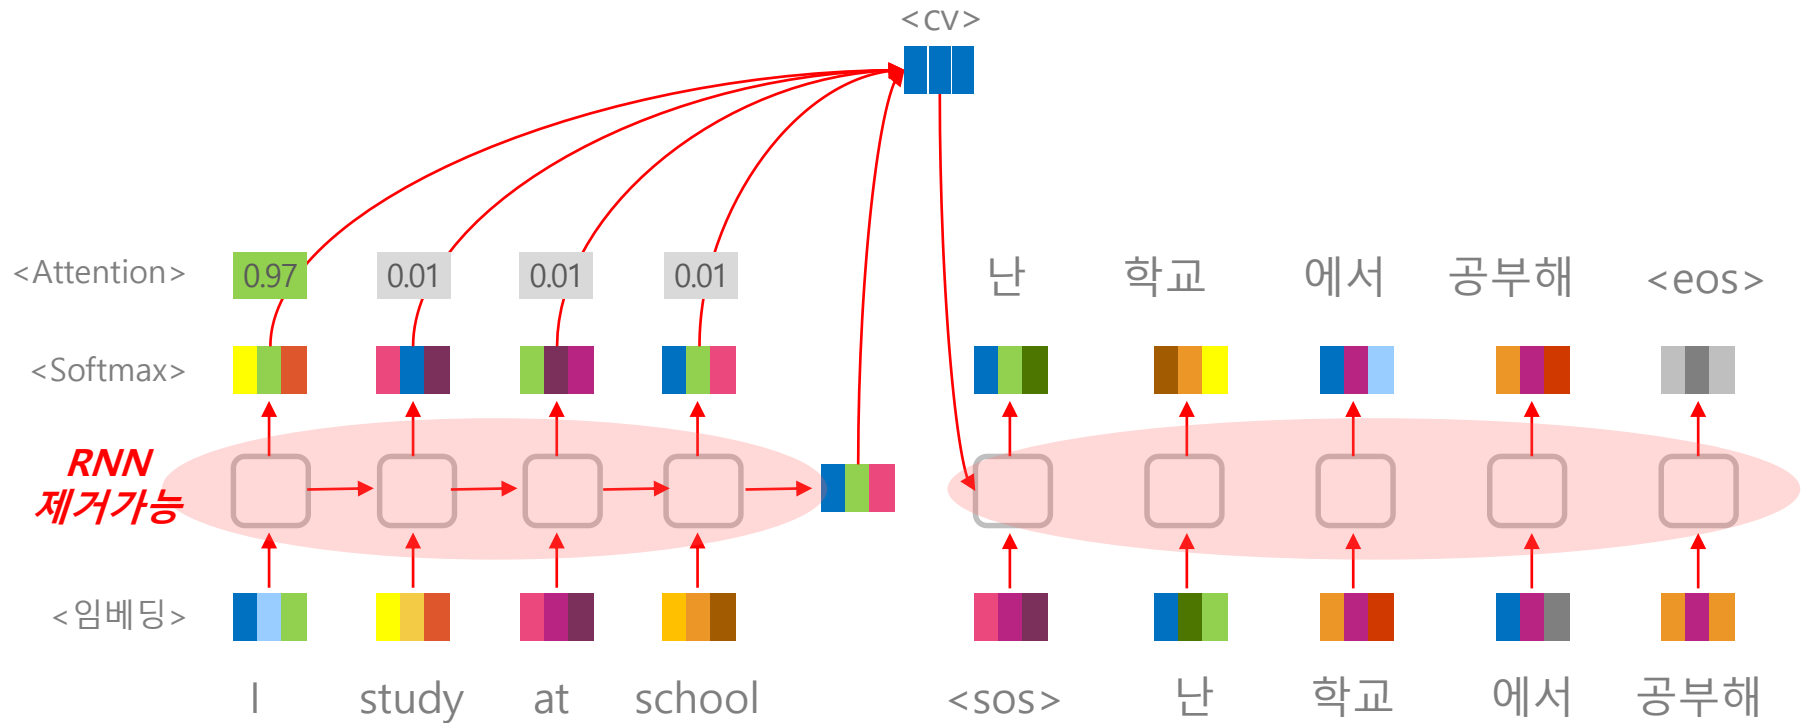 <cv>
<Attention> 0.97 0.01 0.01 0.01 난 학교 에서 공부해 <eos>
<Softmax>
RNN
제거가능
<임베딩>
I study at school <sos> 난 학교 에서 공부해